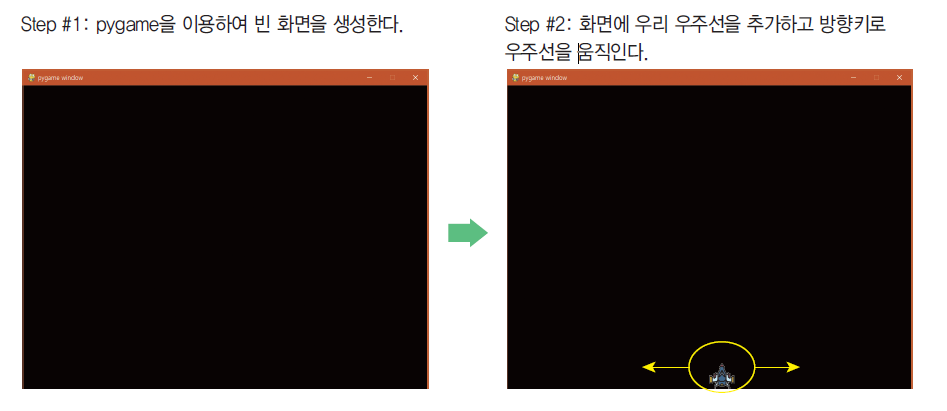 Step #1: pygame을 이용하여 빈 화면을 생성한다.
Step #2: 화면에 우리 우주선을 추가하고 방향키로
우주선을 움직인다.
pygame window
pygame window